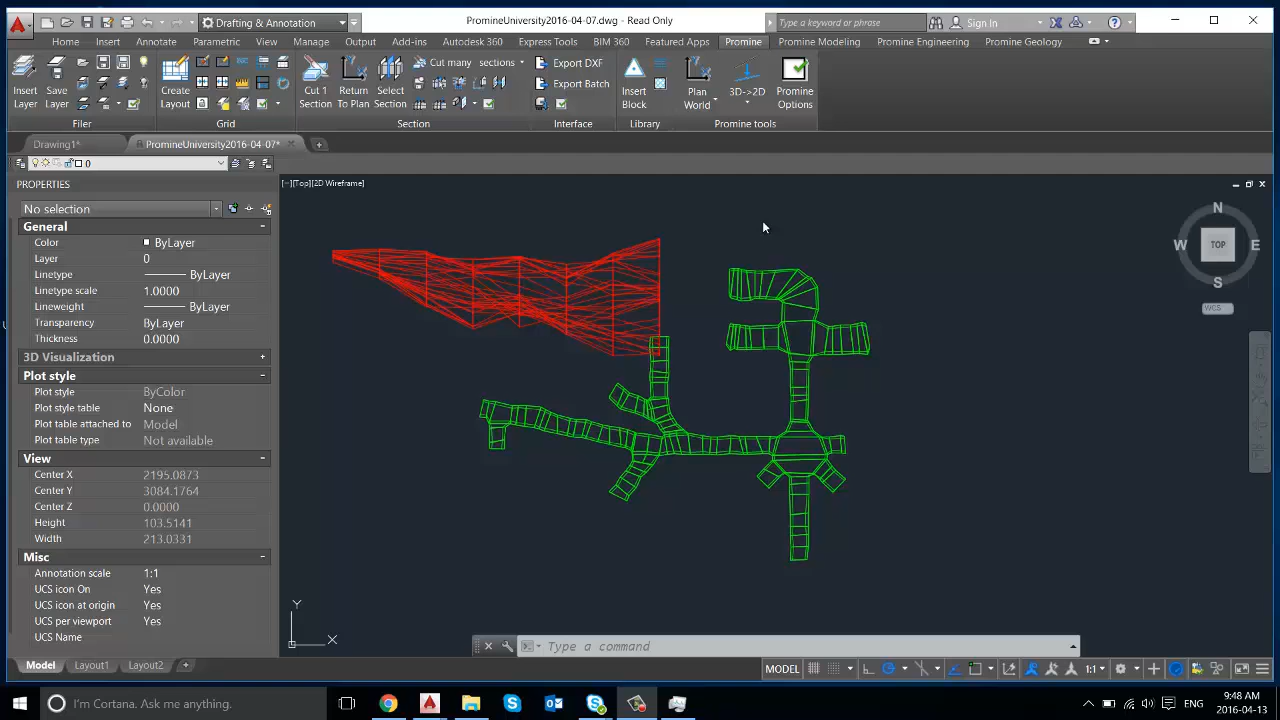 Drafting & Annotation
PromineUniversity2016-04-07.dwg - Read Only
Type a keyword or phrase
Sign In
Home
Insert
Annotate
Parametric
View
Manage
Output
Add-ins
Autodesk 360
Express Tools
BIM 360
Featured Apps
Promine
Promine Modeling
Promine Engineering
Promine Geology
Insert
Layer
Save
Layer
Filer
Create
Layout
Grid
Cut 1
Section
Return
To Plan
Select
Section
Cut many
sections
Section
Export DXF
Export Batch
Interface
Insert
Block
Library
Plan
World
3D->2D
Promine
Options
Promine tools
Drawing1*
PromineUniversity2016-04-07*
0
[−][Top][2D Wireframe]
PROPERTIES
No selection
General
Color ByLayer
Layer 0
Linetype ByLayer
Linetype scale 1.0000
Lineweight ByLayer
Transparency ByLayer
Thickness 0.0000
3D Visualization
Plot style
Plot style ByColor
Plot style table None
Plot table attached to Model
Plot table type Not available
View
Center X 2195.0873
Center Y 3084.1764
Center Z 0.0000
Height 103.5141
Width 213.0331
Misc
Annotation scale 1:1
UCS icon On Yes
UCS icon at origin Yes
UCS per viewport Yes
UCS Name
N
W
TOP
E
S
WCS
Y
X
Type a command
Model
Layout1
Layout2
MODEL
1:1
I'm Cortana. Ask me anything.
ENG
9:48 AM
2016-04-13